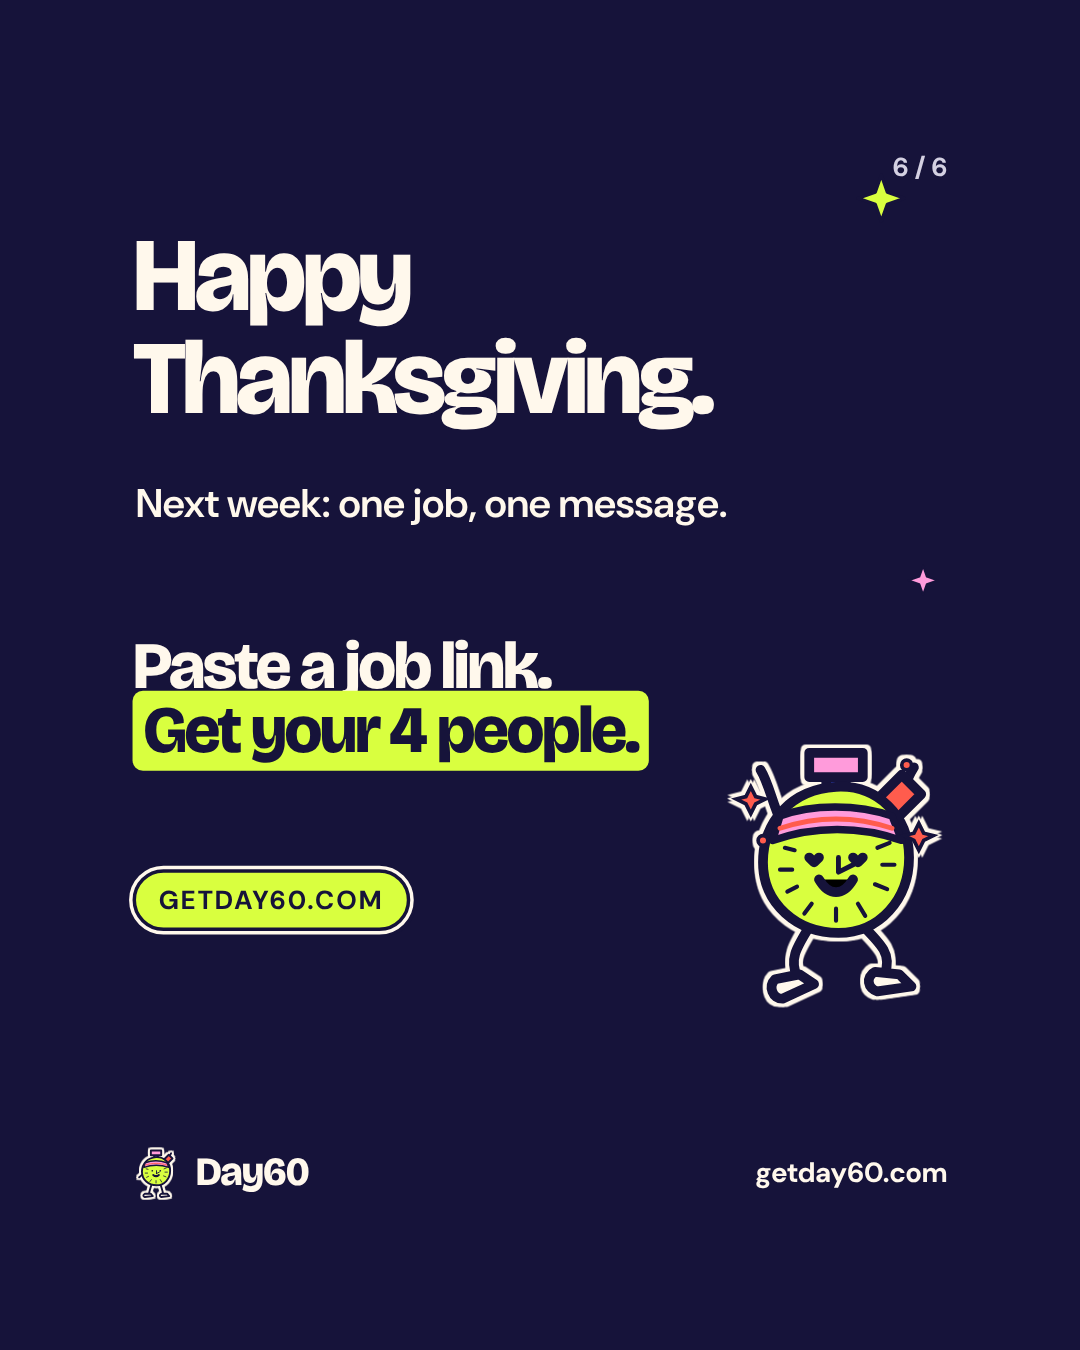 6 / 6
Happy
Thanksgiving.
Next week: one job, one message.
Paste a job link.
Get your 4 people.
GETDAY60.COM
Day60
getday60.com